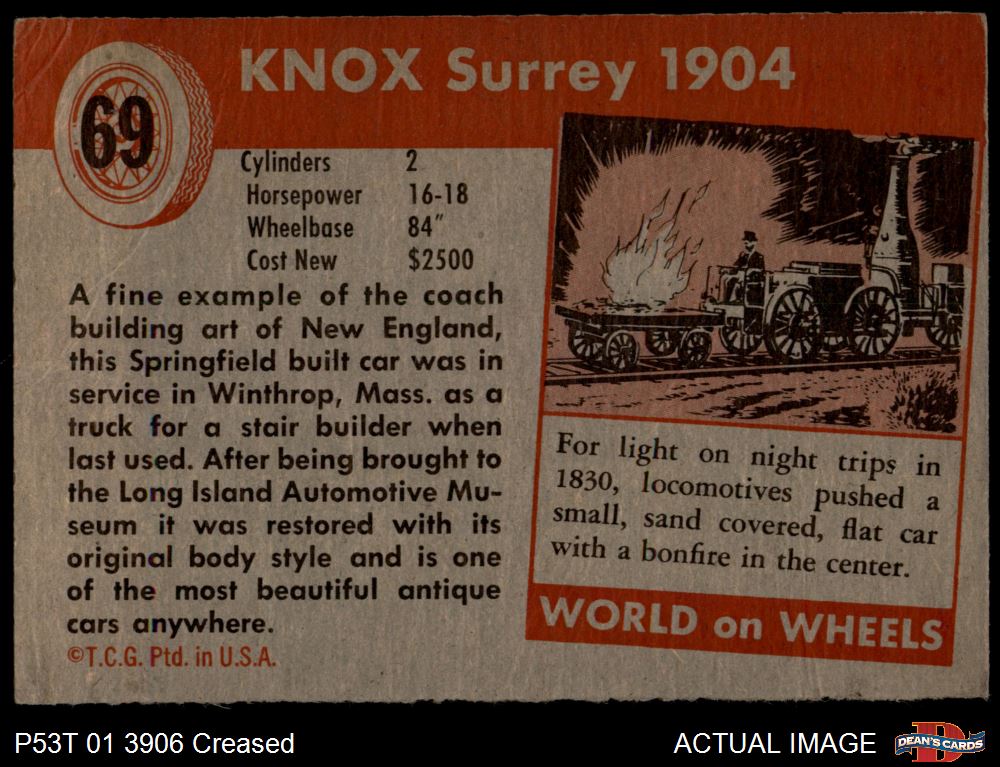 69
KNOX Surrey 1904
Cylinders 2
Horsepower 16-18
Wheelbase 84"
Cost New $2500
A fine example of the coach
building art of New England,
this Springfield built car was in
service in Winthrop, Mass. as a
truck for a stair builder when
last used. After being brought to
the Long Island Automotive Mu-
seum it was restored with its
original body style and is one
of the most beautiful antique
cars anywhere.
©T.C.G. Ptd. in U.S.A.
For light on night trips in
1830, locomotives pushed a
small, sand covered, flat car
with a bonfire in the center.
WORLD on WHEELS
P53T 01 3906 Creased
ACTUAL IMAGE
D
DEAN'S CARDS